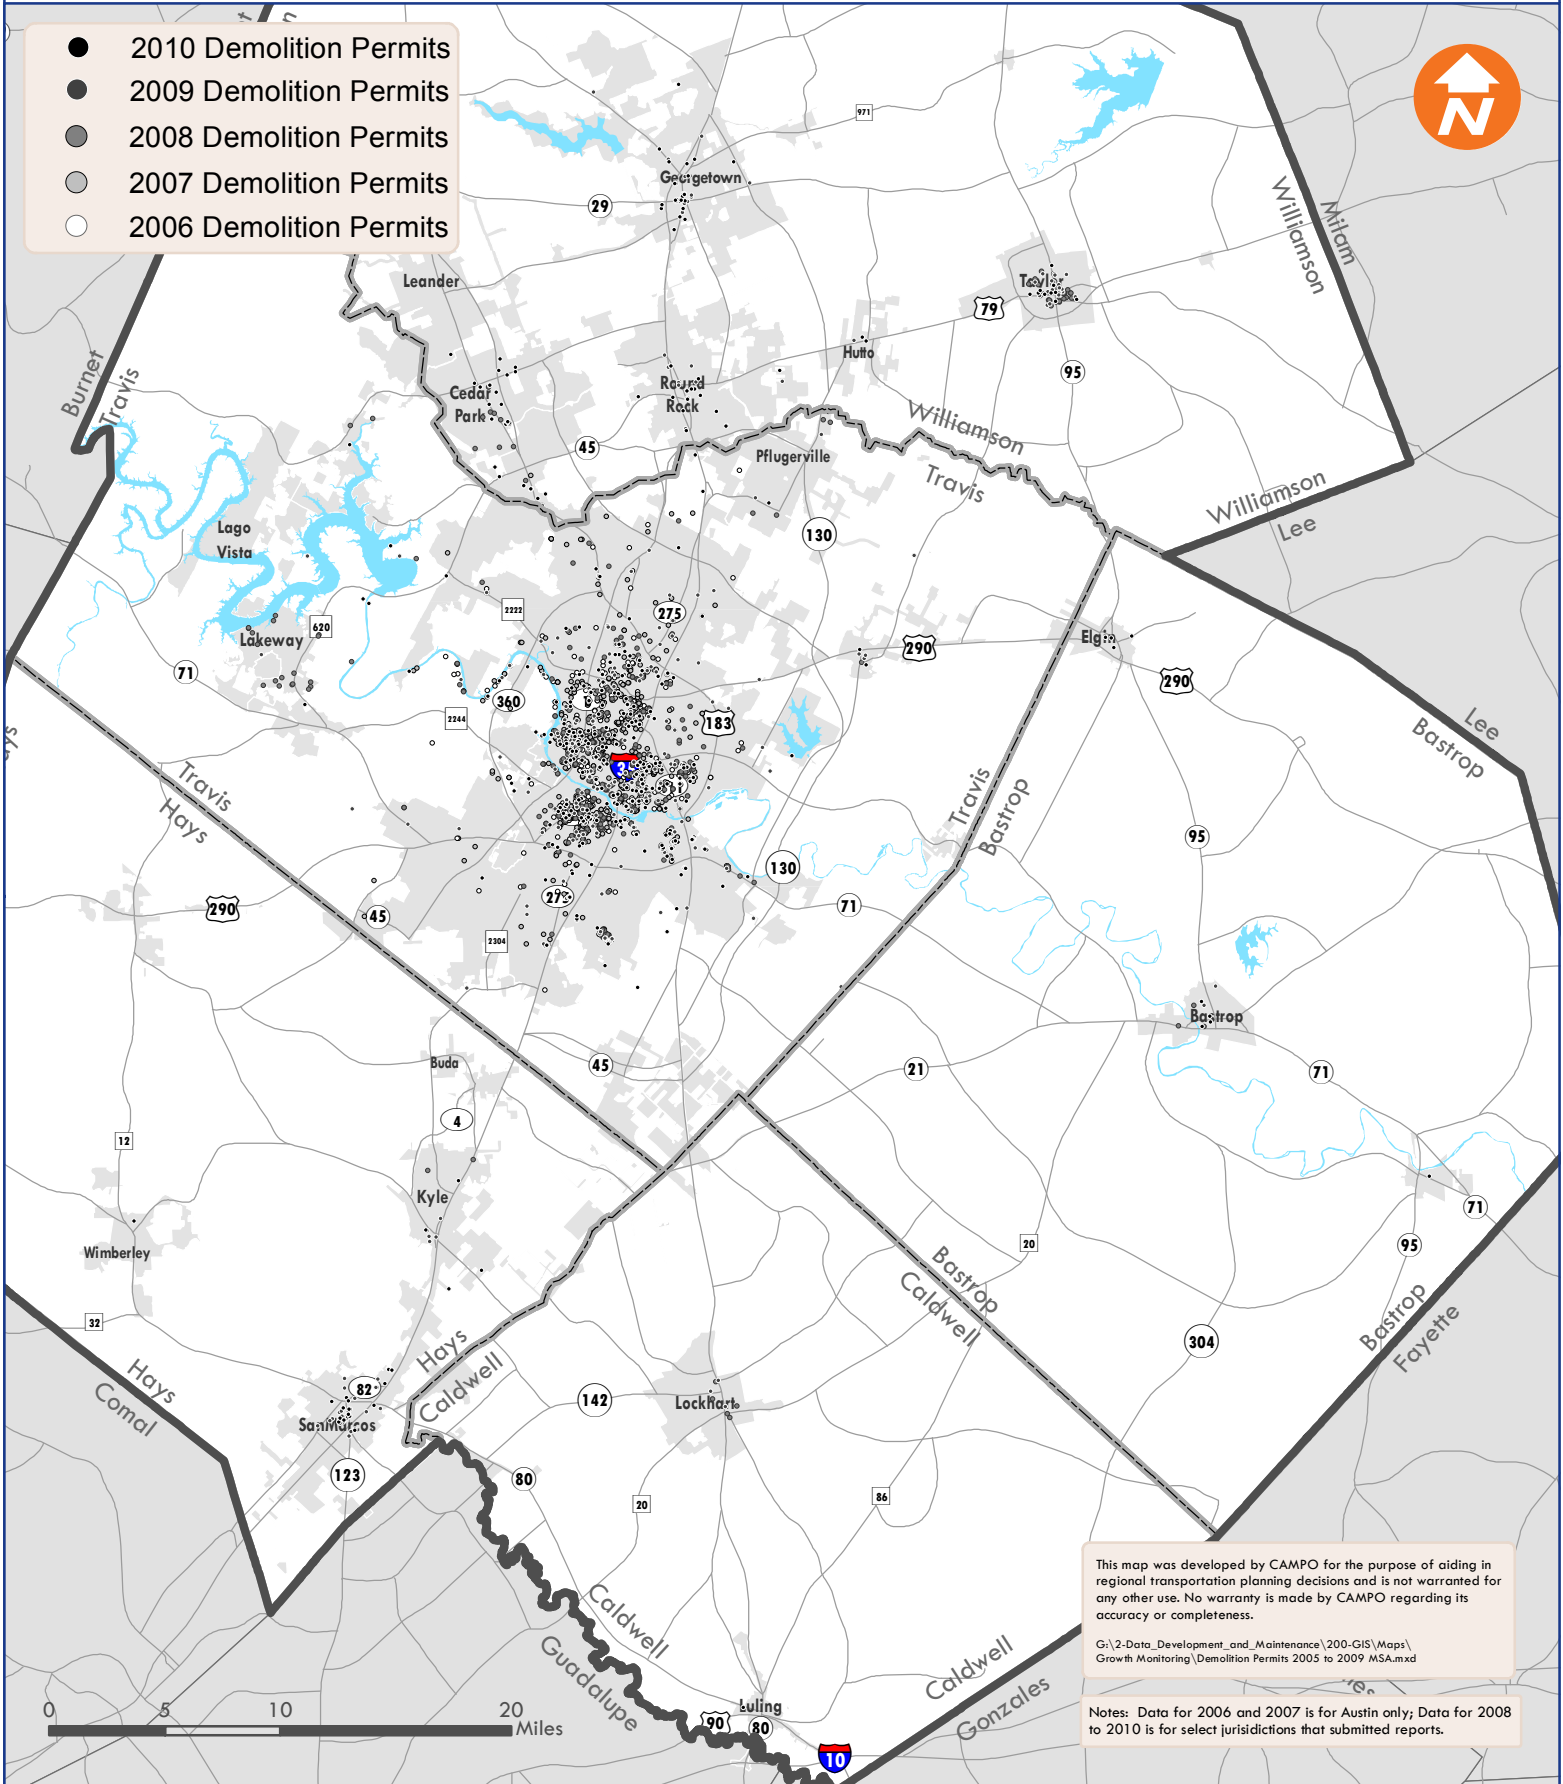 2010 Demolition Permits
2009 Demolition Permits
2008 Demolition Permits
2007 Demolition Permits
2006 Demolition Permits
N
971
Georgetown
29
Milam
Williamson
Leander
79
Hutto
95
Burnet
Travis
Cedar
Park
Round
Rock
45
Williamson
Pflugerville
Travis
Williamson
Lee
Lago
Vista
130
2222
275
620
Lakeway
290
71
290
360
2244
183
Lee
Bastrop
Travis
Hays
Travis
Bastrop
95
130
290
45
71
2304
Bastrop
Buda
45
21
71
4
12
Kyle
71
Wimberley
20
95
Bastrop
Caldwell
32
Bastrop
Fayette
304
Hays
Caldwell
Hays
Comal
82
142
Lockhart
San Marcos
123
80
20
86
This map was developed by CAMPO for the purpose of aiding in
regional transportation planning decisions and is not warranted for
any other use. No warranty is made by CAMPO regarding its
accuracy or completeness.
G:\2-Data_Development_and_Maintenance\200-GIS\Maps\
Growth Monitoring\Demolition Permits 2005 to 2009 MSA.mxd
Caldwell
Guadalupe
Caldwell
Gonzales
Notes: Data for 2006 and 2007 is for Austin only; Data for 2008
to 2010 is for select jurisidictions that submitted reports.
0 5 10 20
Miles
Luling
90
80
10